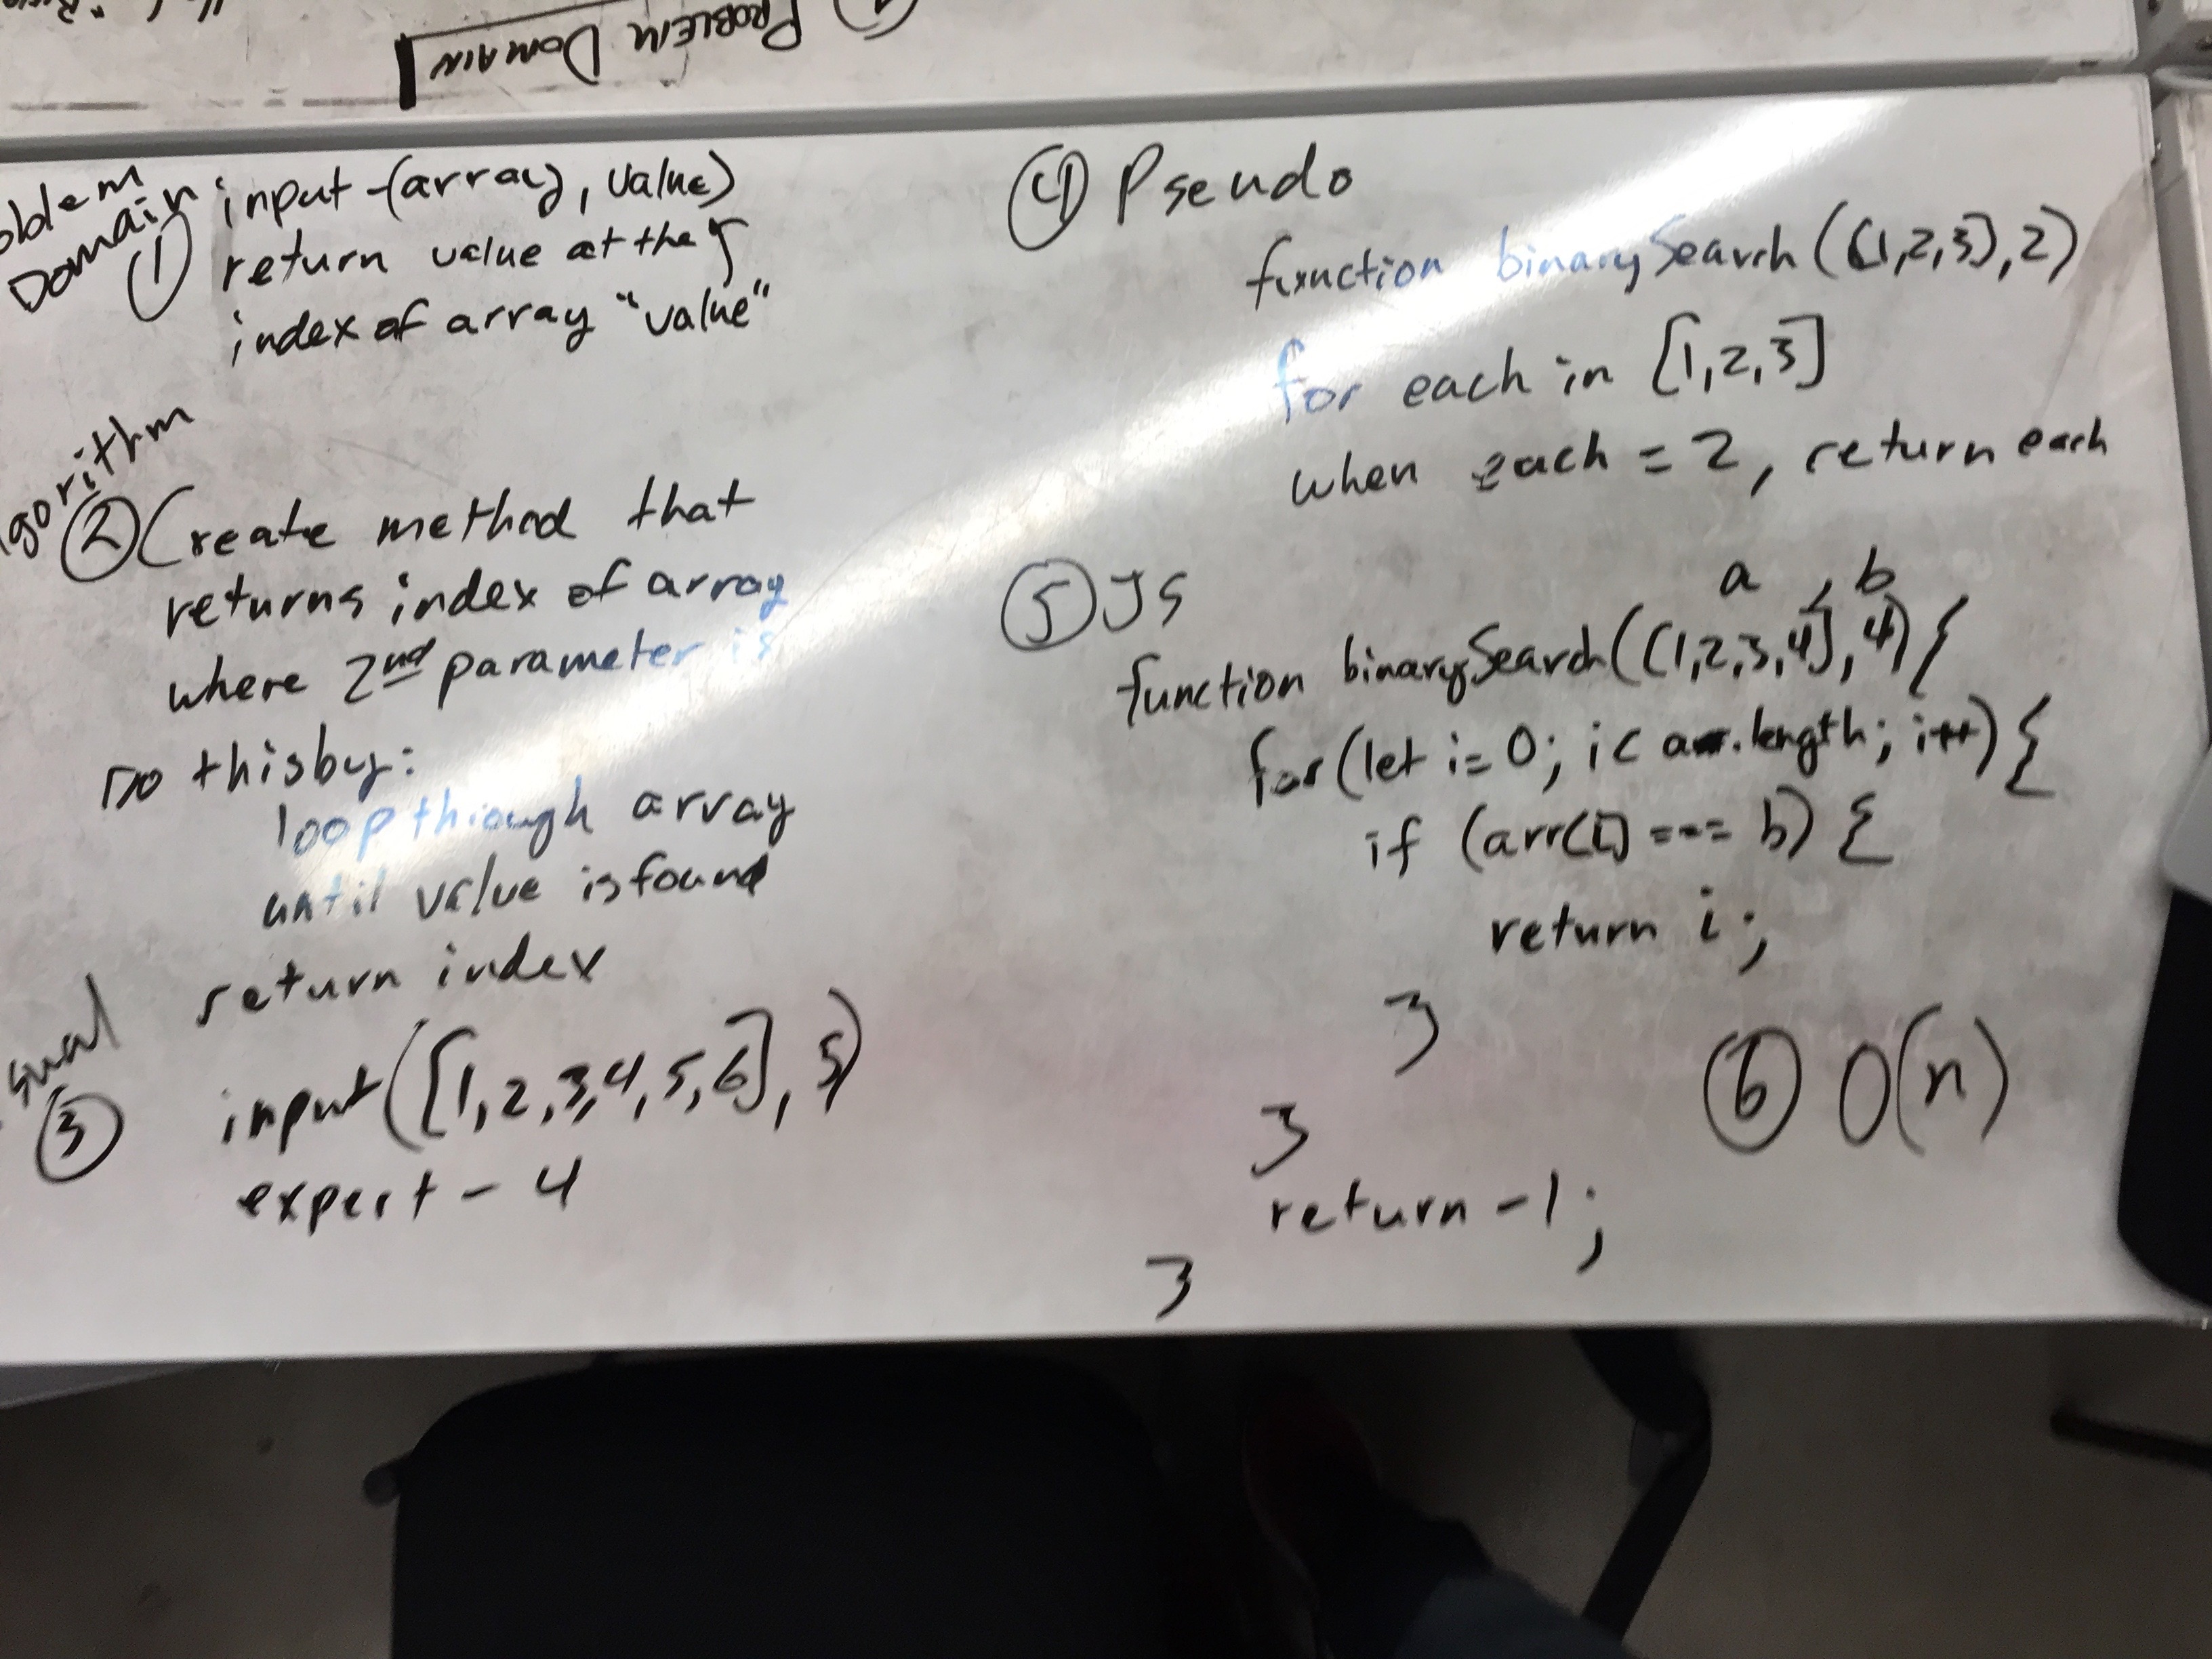 PROBLEM DOMAIN
oblem
Domain
① input-(array), value)
return value at the
index of array "value"
gorithm
② Create method that
returns index of array
where 2nd parameter is
Do this by:
loop through array
until value is found
return index
sual
③ input([1,2,3,4,5,6], 5)
expect - 4
④ Pseudo
function binarySearch([1,2,3],2)
for each in [1,2,3]
when each = 2, return each
⑤ JS
a , b
function binarySearch([1,2,3,4],4){
for(let i=0; i< arr.length; i++){
if (arr[i] === b) {
return i;
}
}
return -1;
}
⑥ O(n)